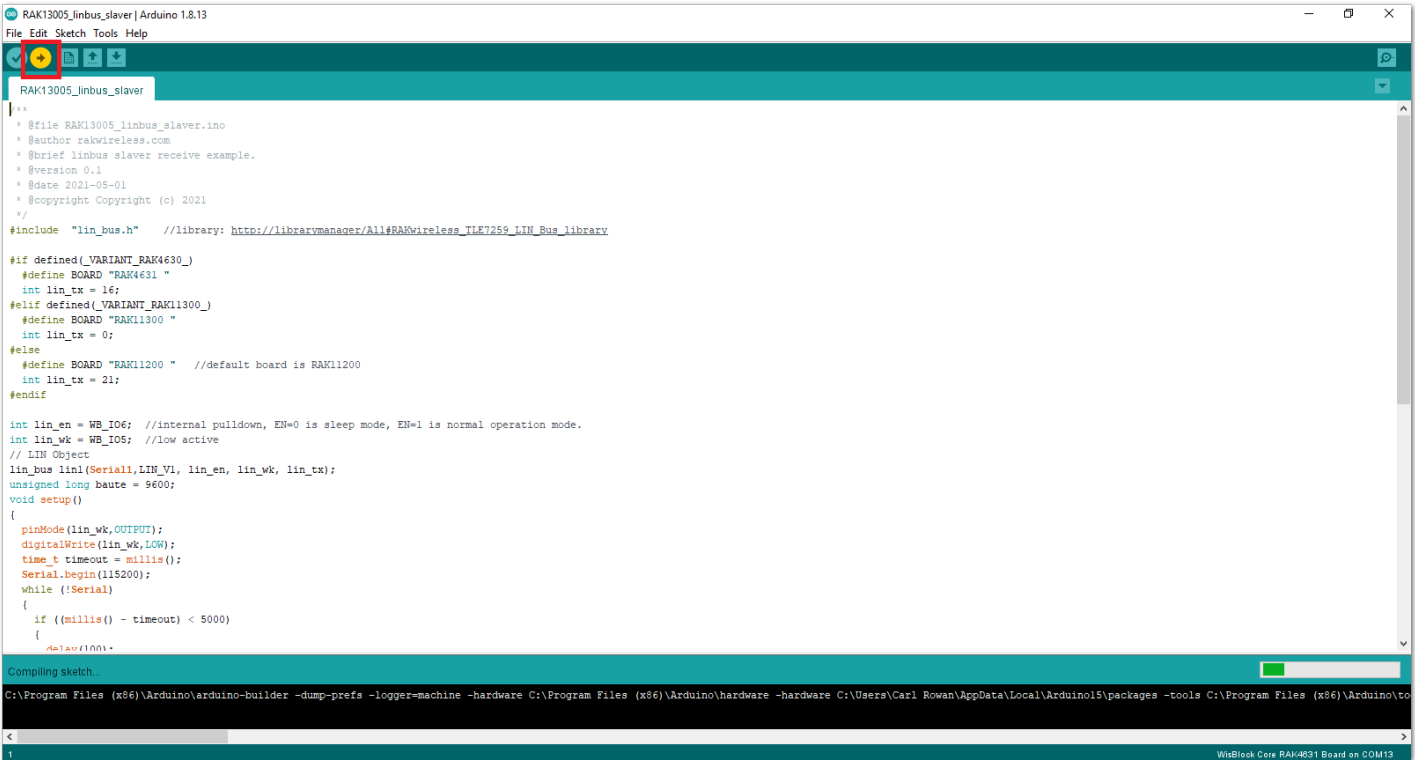 RAK13005_linbus_slaver | Arduino 1.8.13
File Edit Sketch Tools Help
RAK13005_linbus_slaver
/**
 * @file RAK13005_linbus_slaver.ino
 * @author rakwireless.com
 * @brief linbus slaver receive example.
 * @version 0.1
 * @date 2021-05-01
 * @copyright Copyright (c) 2021
 */
#include  "lin_bus.h"    //library: http://librarymanager/All#RAKwireless_TLE7259_LIN_Bus_library
#if defined(_VARIANT_RAK4630_)
  #define BOARD "RAK4631 "
  int lin_tx = 16;
#elif defined(_VARIANT_RAK11300_)
  #define BOARD "RAK11300 "
  int lin_tx = 0;
#else
  #define BOARD "RAK11200 "   //default board is RAK11200
  int lin_tx = 21;
#endif
int lin_en = WB_IO6;  //internal pulldown, EN=0 is sleep mode, EN=1 is normal operation mode.
int lin_wk = WB_IO5;  //low active
// LIN Object
lin_bus lin1(Serial1,LIN_V1, lin_en, lin_wk, lin_tx);
unsigned long baute = 9600;
void setup()
{
  pinMode(lin_wk,OUTPUT);
  digitalWrite(lin_wk,LOW);
  time_t timeout = millis();
  Serial.begin(115200);
  while (!Serial)
  {
    if ((millis() - timeout) < 5000)
    {
      delay(100);
Compiling sketch...
C:\Program Files (x86)\Arduino\arduino-builder -dump-prefs -logger=machine -hardware C:\Program Files (x86)\Arduino\hardware -hardware C:\Users\Carl Rowan\AppData\Local\Arduino15\packages -tools C:\Program Files (x86)\Arduino\to
1
WisBlock Core RAK4631 Board on COM13